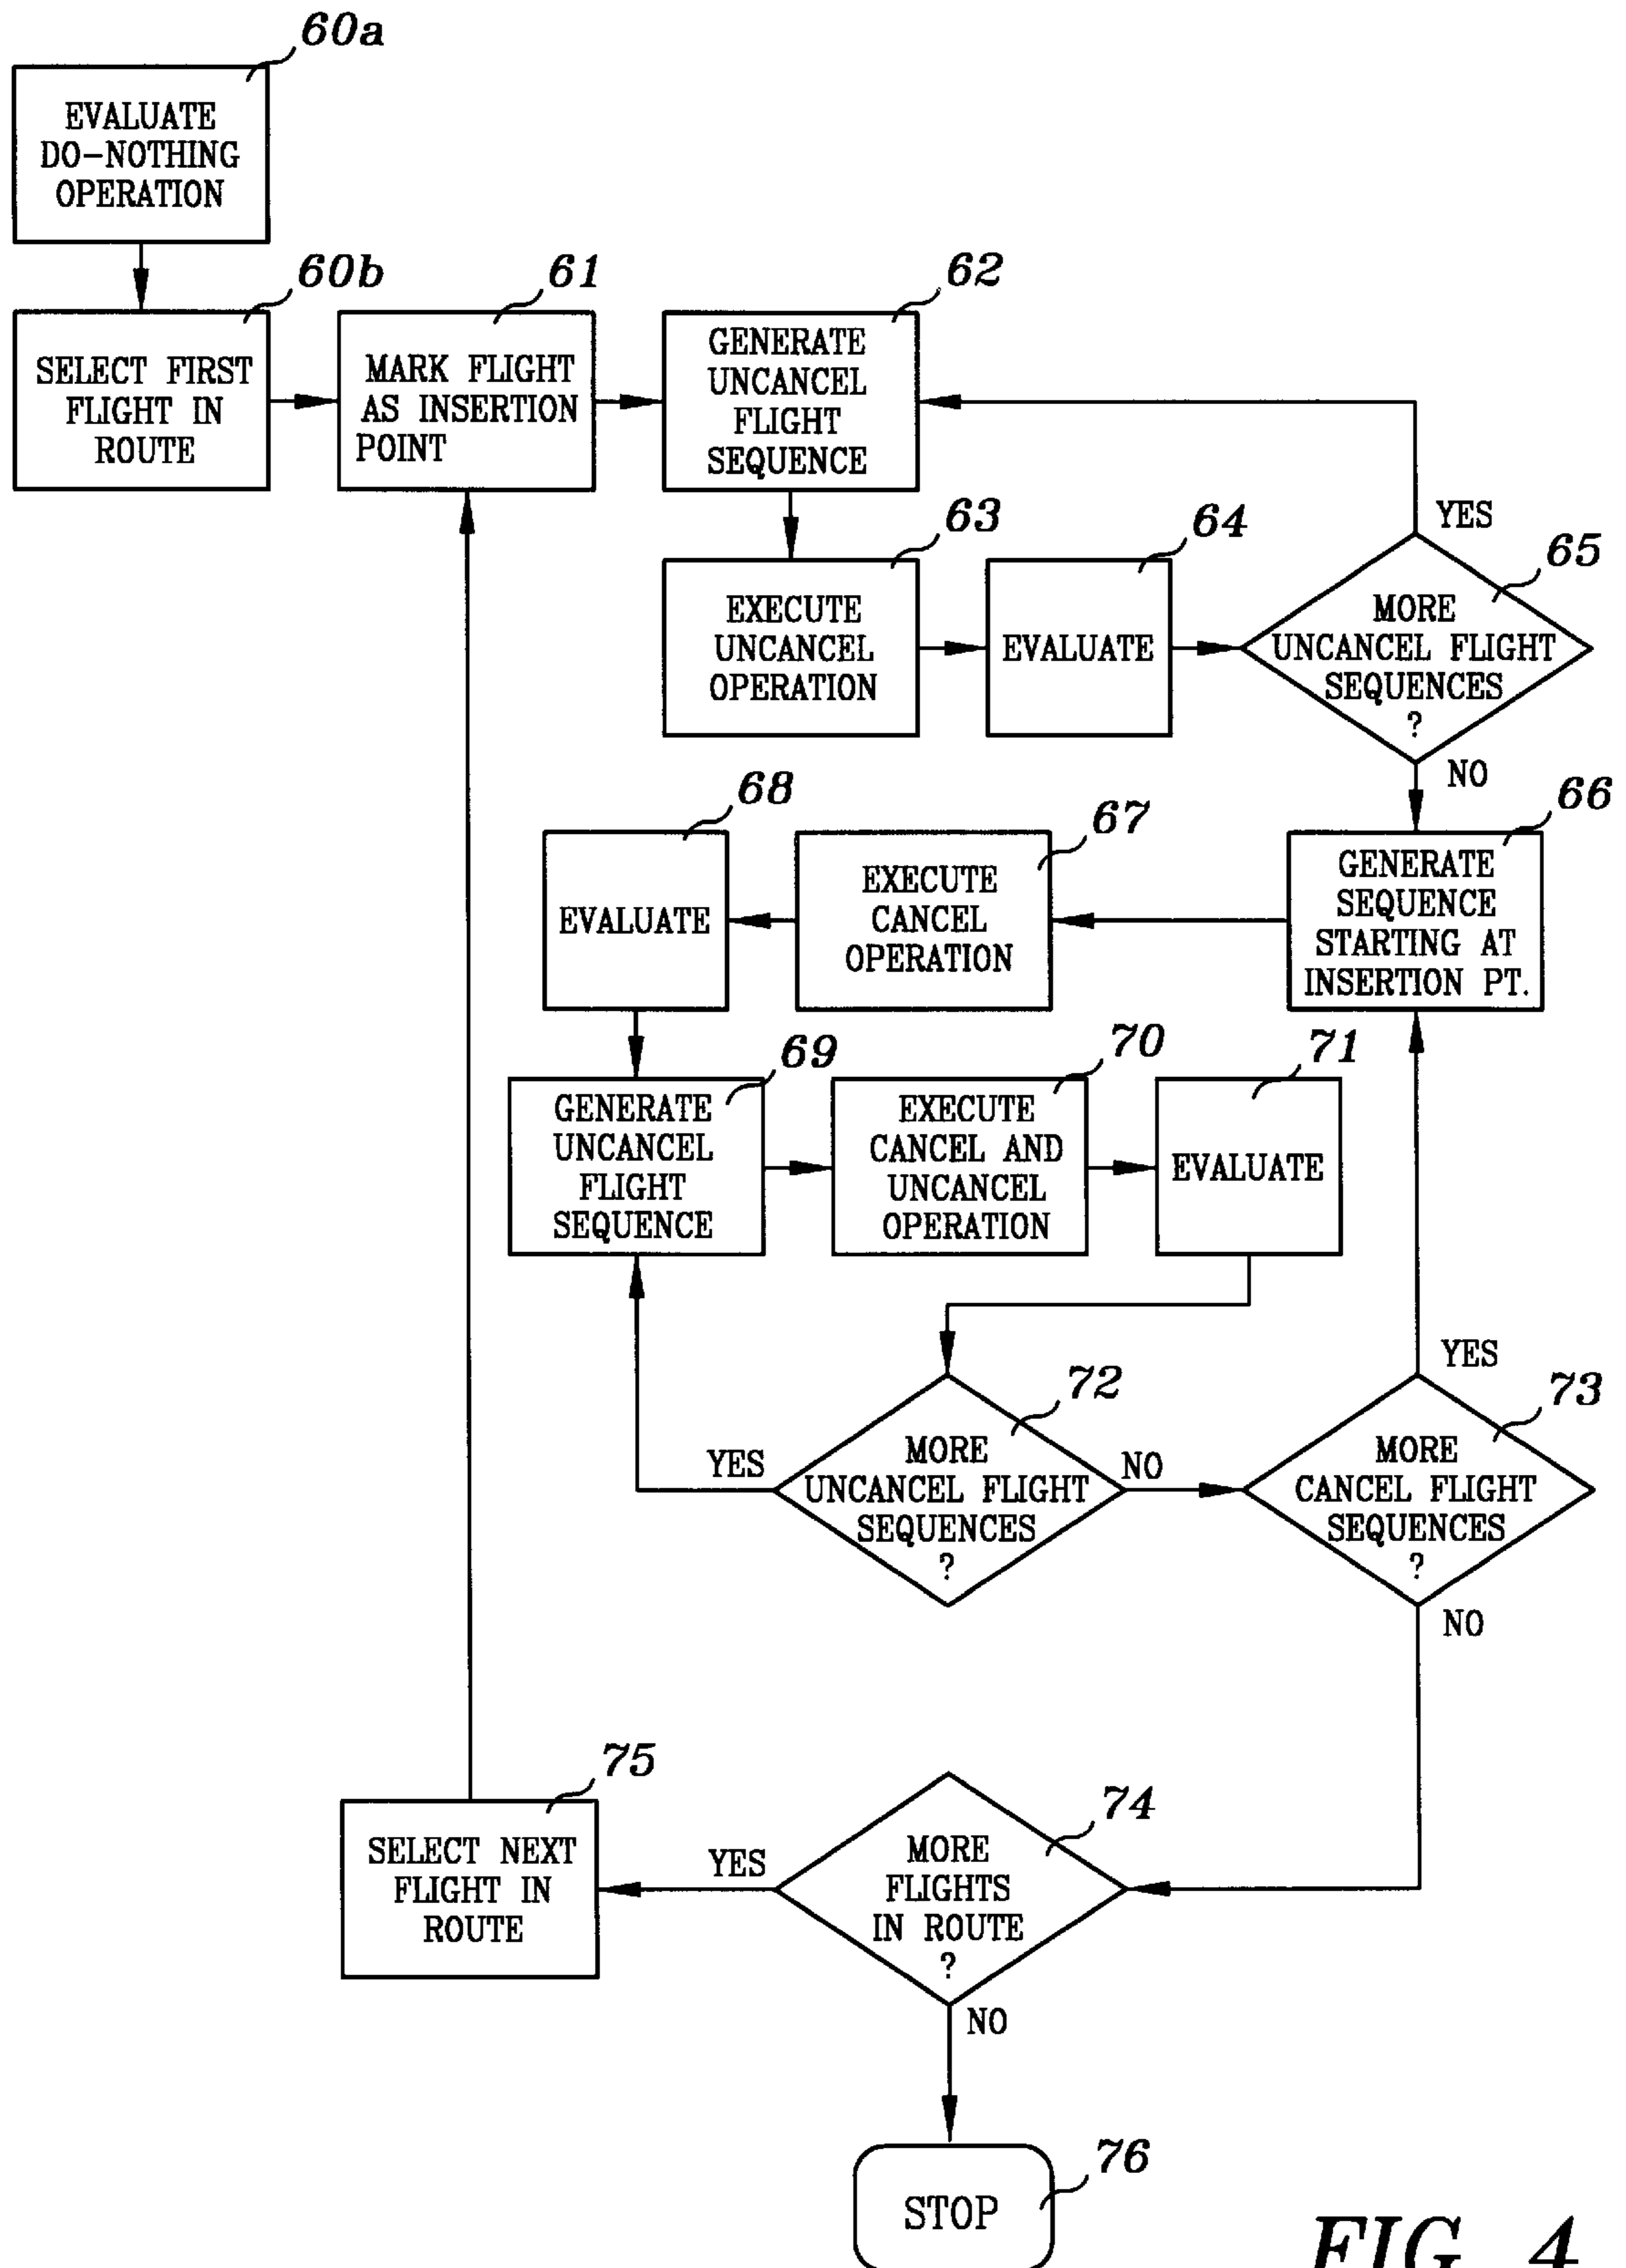 60a
EVALUATE
DO-NOTHING
OPERATION
60b
SELECT FIRST
FLIGHT IN
ROUTE
61
MARK FLIGHT
AS INSERTION
POINT
62
GENERATE
UNCANCEL
FLIGHT
SEQUENCE
63
EXECUTE
UNCANCEL
OPERATION
64
EVALUATE
YES
65
MORE
UNCANCEL FLIGHT
SEQUENCES
?
NO
66
GENERATE
SEQUENCE
STARTING AT
INSERTION PT.
67
EXECUTE
CANCEL
OPERATION
68
EVALUATE
69
GENERATE
UNCANCEL
FLIGHT
SEQUENCE
70
EXECUTE
CANCEL AND
UNCANCEL
OPERATION
71
EVALUATE
72
MORE
UNCANCEL FLIGHT
SEQUENCES
?
YES
NO
YES
73
MORE
CANCEL FLIGHT
SEQUENCES
?
NO
74
MORE
FLIGHTS
IN ROUTE
?
YES
75
SELECT NEXT
FLIGHT IN
ROUTE
NO
76
STOP
FIG. 4